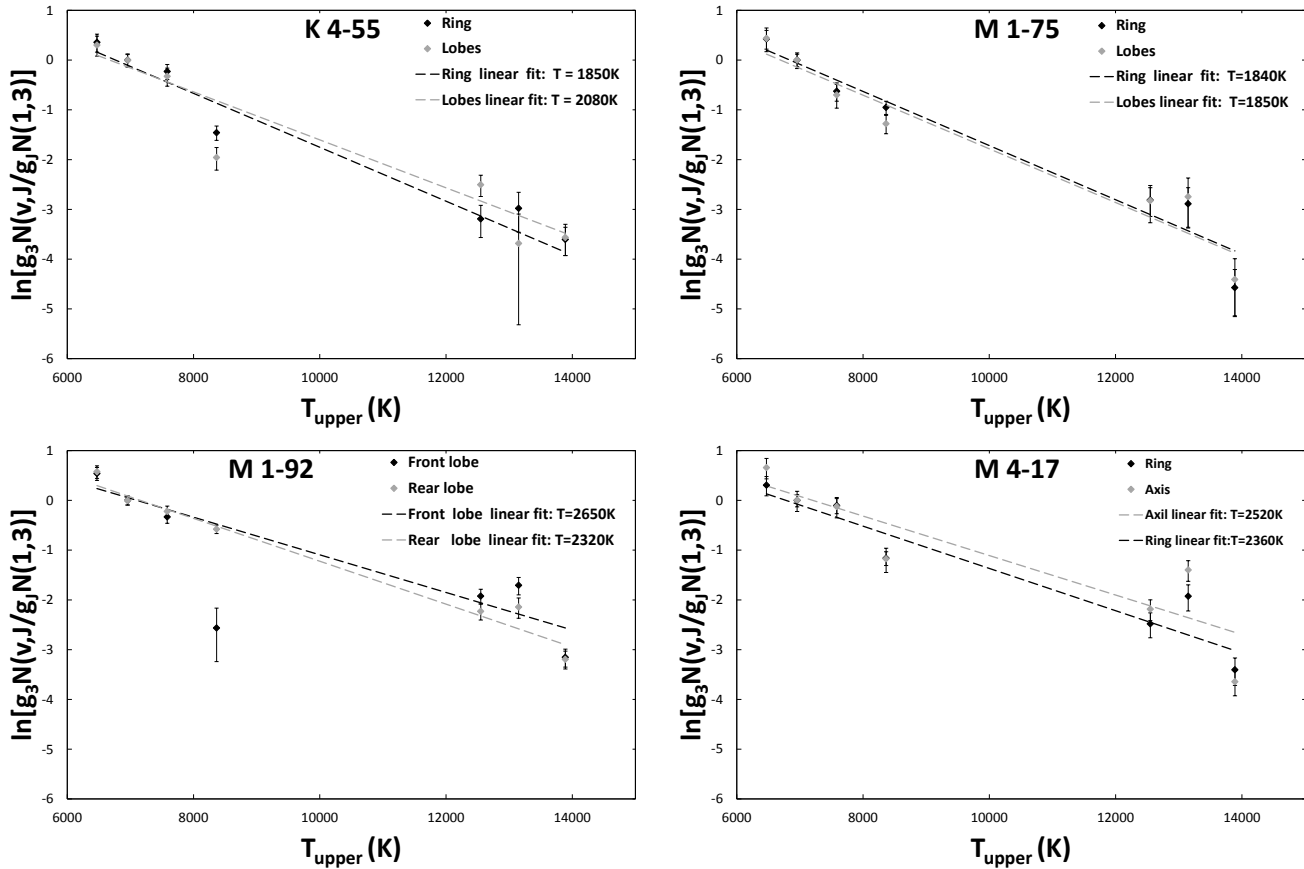 K 4-55
Ring
Lobes
Ring linear fit: T = 1850K
Lobes linear fit: T = 2080K
ln[g₃N(v,J/gⱼN(1,3)]
1
0
-1
-2
-3
-4
-5
-6
6000 8000 10000 12000 14000
T_upper (K)
M 1-75
Ring
Lobes
Ring linear fit: T=1840K
Lobes linear fit: T=1850K
ln[g₃N(v,J/gⱼN(1,3)]
1
0
-1
-2
-3
-4
-5
-6
6000 8000 10000 12000 14000
T_upper (K)
M 1-92
Front lobe
Rear lobe
Front lobe linear fit: T=2650K
Rear lobe linear fit: T=2320K
ln[g₃N(v,J/gⱼN(1,3)]
1
0
-1
-2
-3
-4
-5
-6
6000 8000 10000 12000 14000
T_upper (K)
M 4-17
Ring
Axis
Axil linear fit: T=2520K
Ring linear fit:T=2360K
ln[g₃N(v,J/gⱼN(1,3)]
1
0
-1
-2
-3
-4
-5
-6
6000 8000 10000 12000 14000
T_upper (K)